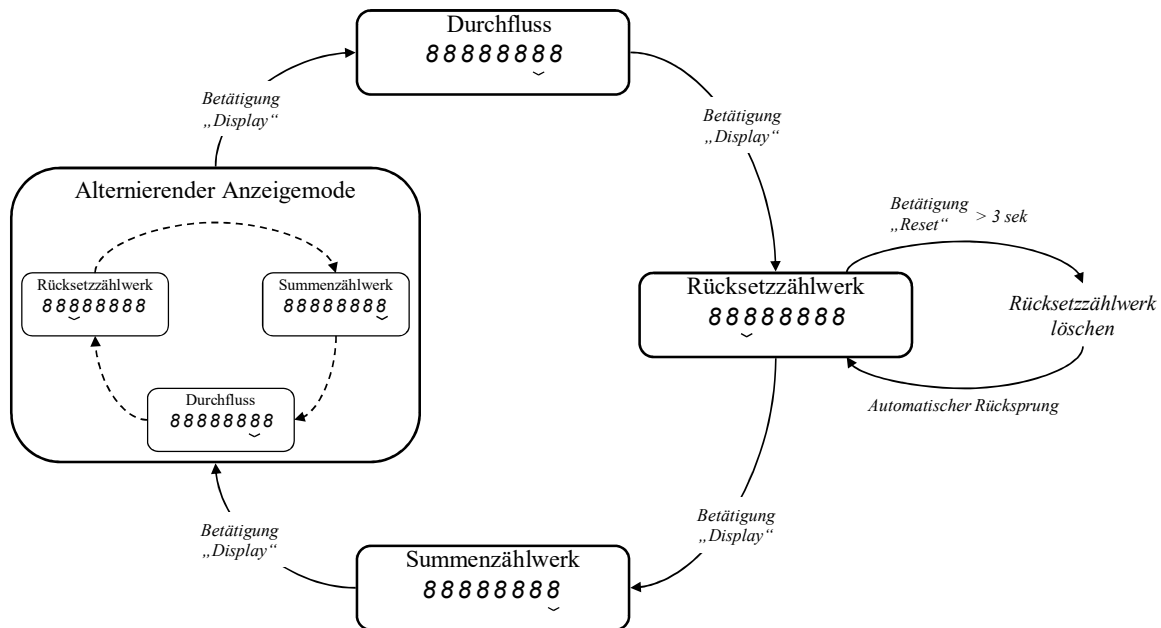 Durchfluss
88888888
Betätigung
„Display“
Betätigung
„Display“
Alternierender Anzeigemode
Rücksetzzählwerk
88888888
Summenzählwerk
88888888
Durchfluss
88888888
Rücksetzzählwerk
88888888
Betätigung
„Reset“ > 3 sek
Rücksetzzählwerk
löschen
Automatischer Rücksprung
Betätigung
„Display“
Betätigung
„Display“
Summenzählwerk
88888888